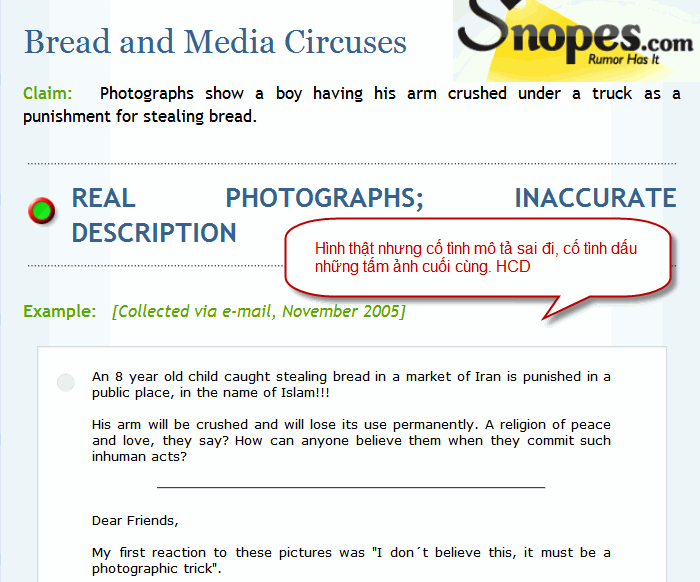 Bread and Media Circuses
Snopes.com
Rumor Has It
Claim: Photographs show a boy having his arm crushed under a truck as a
punishment for stealing bread.
REAL PHOTOGRAPHS; INACCURATE
DESCRIPTION
Hình thật nhưng cố tình mô tả sai đi, cố tình dấu
những tấm ảnh cuối cùng. HCD
Example: [Collected via e-mail, November 2005]
An 8 year old child caught stealing bread in a market of Iran is punished in a
public place, in the name of Islam!!!
His arm will be crushed and will lose its use permanently. A religion of peace
and love, they say? How can anyone believe them when they commit such
inhuman acts?
Dear Friends,
My first reaction to these pictures was "I don´t believe this, it must be a
photographic trick".